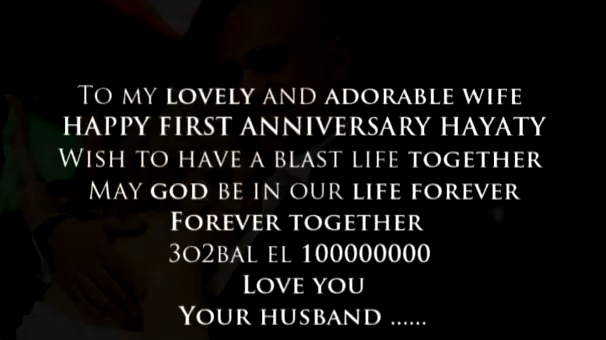 To my lovely and adorable wife
HAPPY FIRST ANNIVERSARY HAYATY
Wish to have a blast life together
May god be in our life forever
Forever together
3o2bal el 100000000
Love you
Your husband ......